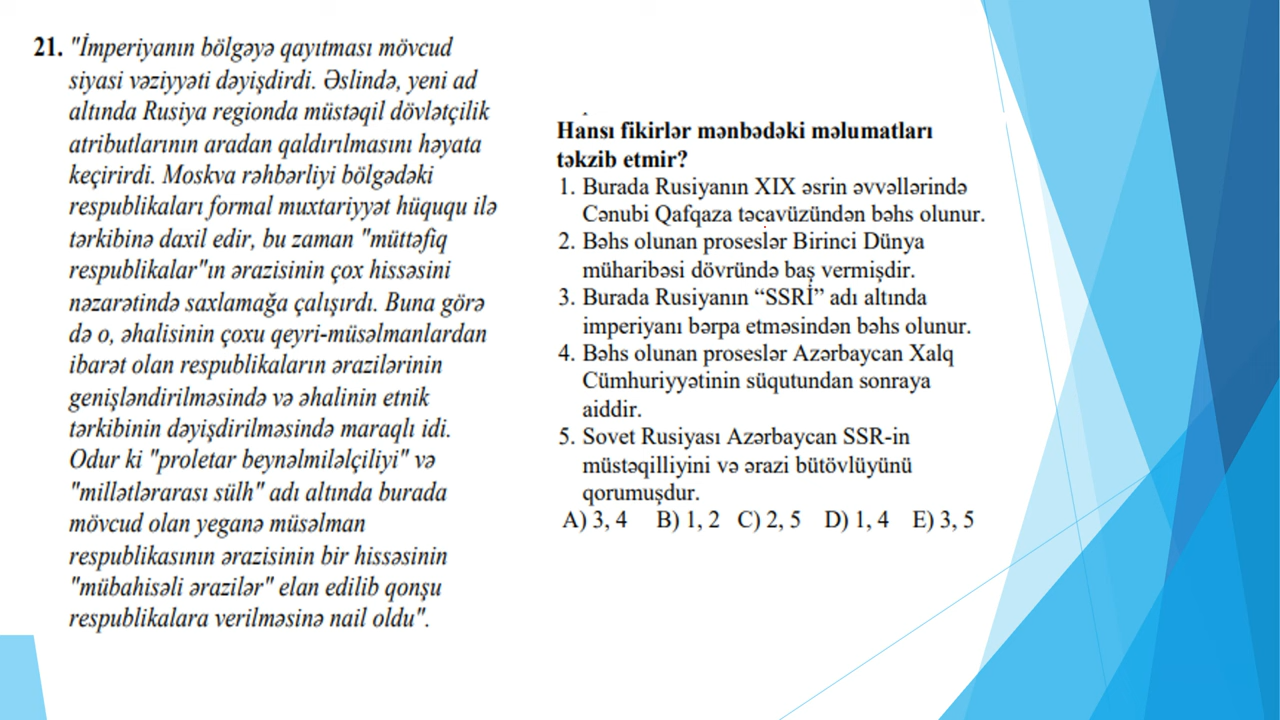 21. "İmperiyanın bölgəyə qayıtması mövcud
siyasi vəziyyəti dəyişdirdi. Əslində, yeni ad
altında Rusiya regionda müstəqil dövlətçilik
atributlarının aradan qaldırılmasını həyata
keçirirdi. Moskva rəhbərliyi bölgədəki
respublikaları formal muxtariyyət hüququ ilə
tərkibinə daxil edir, bu zaman "müttəfiq
respublikalar"ın ərazisinin çox hissəsini
nəzarətində saxlamağa çalışırdı. Buna görə
də o, əhalisinin çoxu qeyri-müsəlmanlardan
ibarət olan respublikaların ərazilərinin
genişləndirilməsində və əhalinin etnik
tərkibinin dəyişdirilməsində maraqlı idi.
Odur ki "proletar beynəlmiləlçiliyi" və
"millətlərarası sülh" adı altında burada
mövcud olan yeganə müsəlman
respublikasının ərazisinin bir hissəsinin
"mübahisəli ərazilər" elan edilib qonşu
respublikalara verilməsinə nail oldu".
Hansı fikirlər mənbədəki məlumatları
təkzib etmir?
1. Burada Rusiyanın XIX əsrin əvvəllərində
Cənubi Qafqaza təcavüzündən bəhs olunur.
2. Bəhs olunan proseslər Birinci Dünya
müharibəsi dövründə baş vermişdir.
3. Burada Rusiyanın “SSRİ” adı altında
imperiyanı bərpa etməsindən bəhs olunur.
4. Bəhs olunan proseslər Azərbaycan Xalq
Cümhuriyyətinin süqutundan sonraya
aiddir.
5. Sovet Rusiyası Azərbaycan SSR-in
müstəqilliyini və ərazi bütövlüyünü
qorumuşdur.
A) 3, 4 B) 1, 2 C) 2, 5 D) 1, 4 E) 3, 5